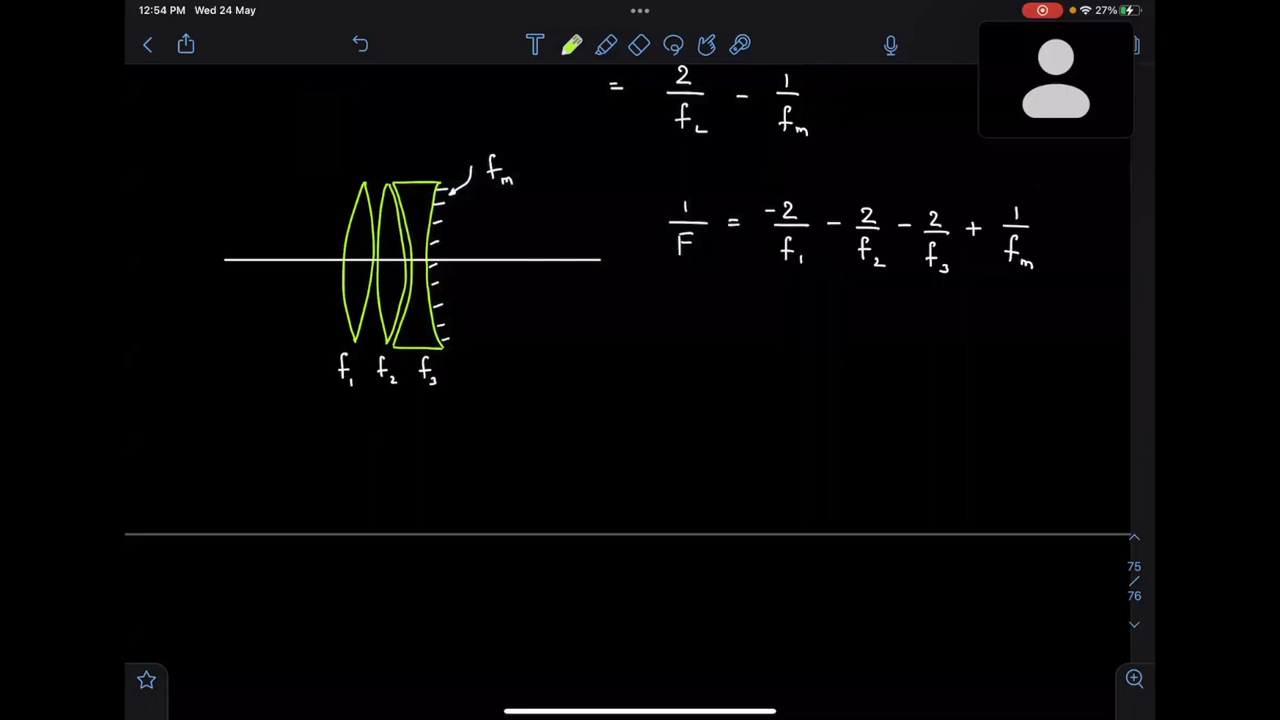 12:54 PM Wed 24 May
27%
T
= 2/f_L - 1/f_m
f_m
1/F = -2/f_1 - 2/f_2 - 2/f_3 + 1/f_m
f_1 f_2 f_3
75
/
76